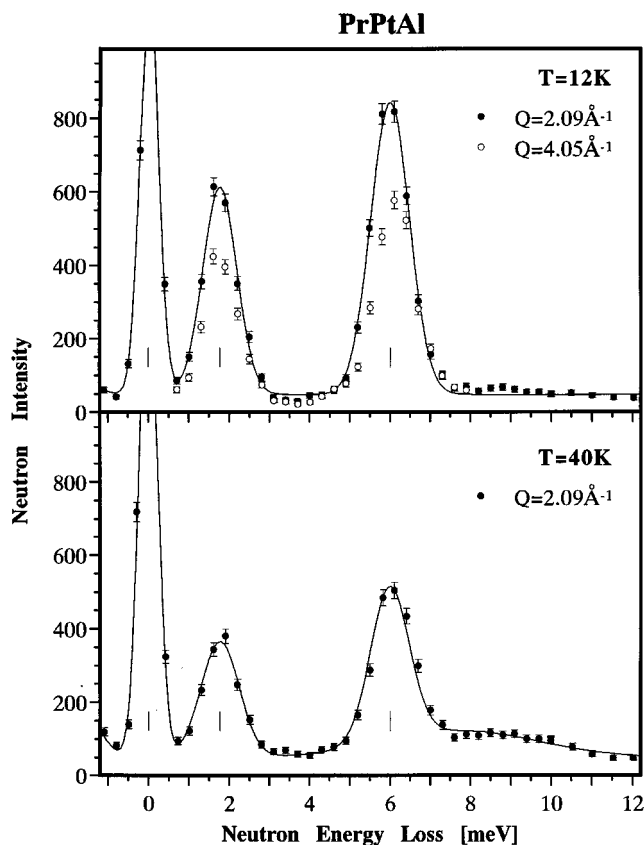 PrPtAl
T=12K
Q=2.09Å⁻¹
Q=4.05Å⁻¹
800
600
400
200
0
T=40K
Q=2.09Å⁻¹
800
600
400
200
0
Neutron Intensity
0 2 4 6 8 10 12
Neutron Energy Loss [meV]